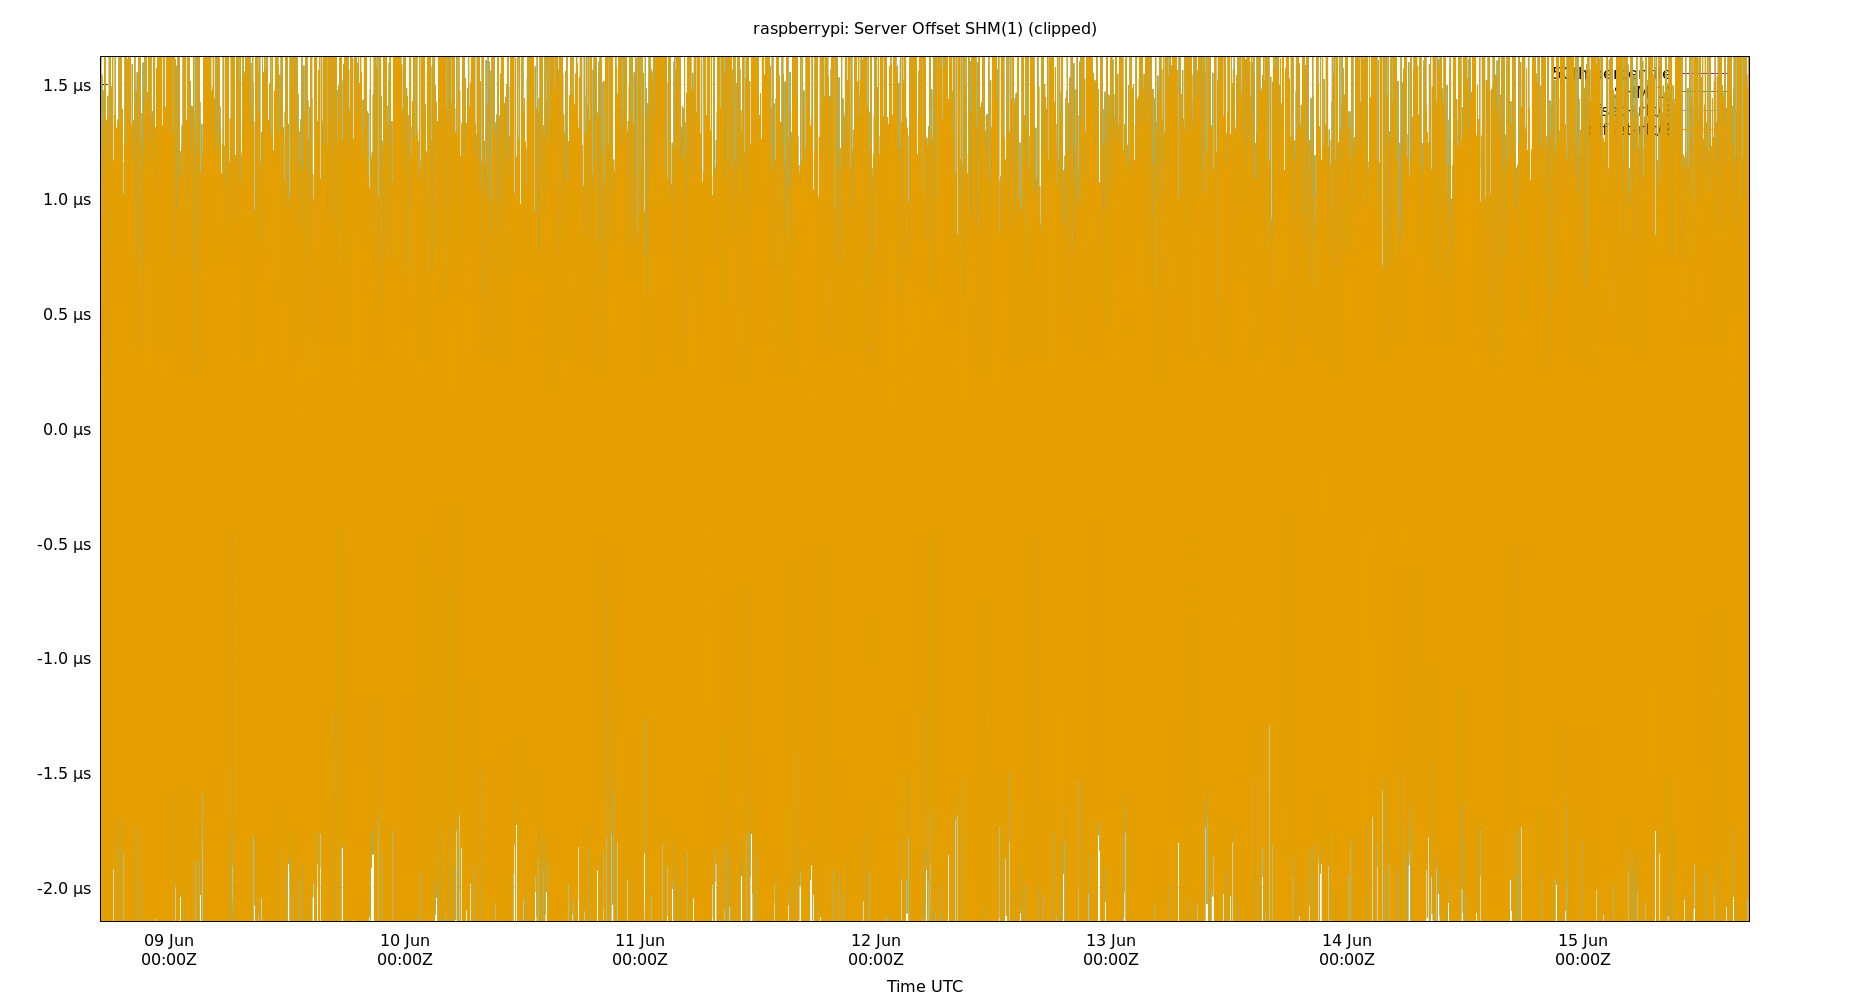 raspberrypi: Server Offset SHM(1) (clipped)
1.5 µs
1.0 µs
0.5 µs
0.0 µs
-0.5 µs
-1.0 µs
-1.5 µs
-2.0 µs
09 Jun 10 Jun 11 Jun 12 Jun 13 Jun 14 Jun 15 Jun
00:00Z 00:00Z 00:00Z 00:00Z 00:00Z 00:00Z 00:00Z
Time UTC